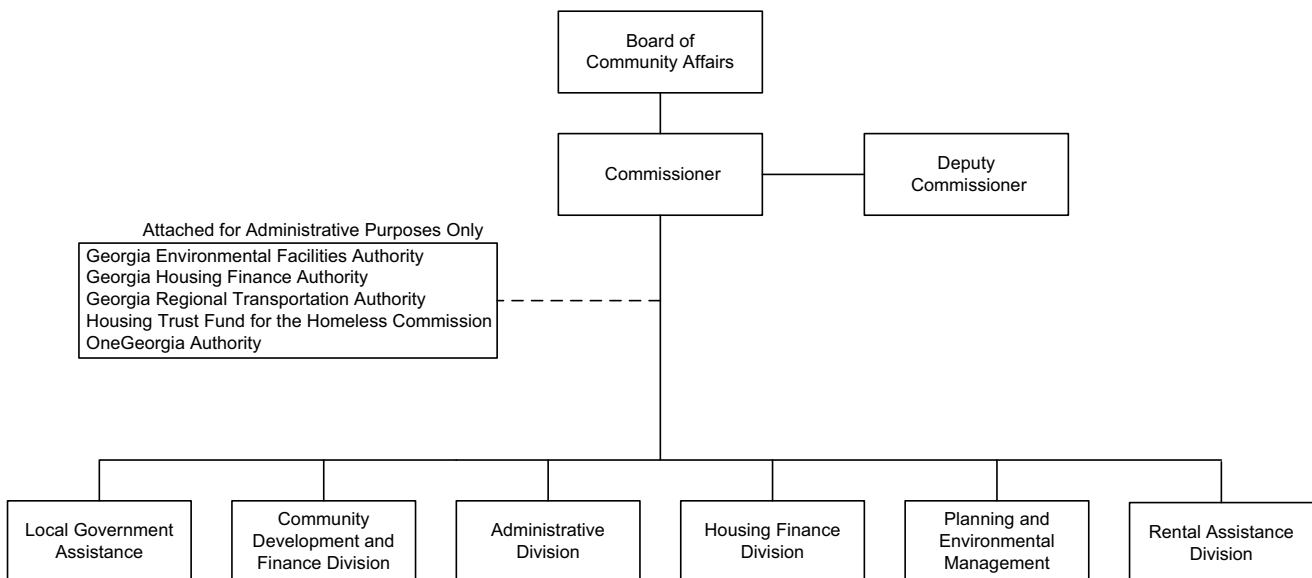 Board of
Community Affairs
Commissioner
Deputy
Commissioner
Attached for Administrative Purposes Only
Georgia Environmental Facilities Authority
Georgia Housing Finance Authority
Georgia Regional Transportation Authority
Housing Trust Fund for the Homeless Commission
OneGeorgia Authority
Local Government
Assistance
Community
Development and
Finance Division
Administrative
Division
Housing Finance
Division
Planning and
Environmental
Management
Rental Assistance
Division